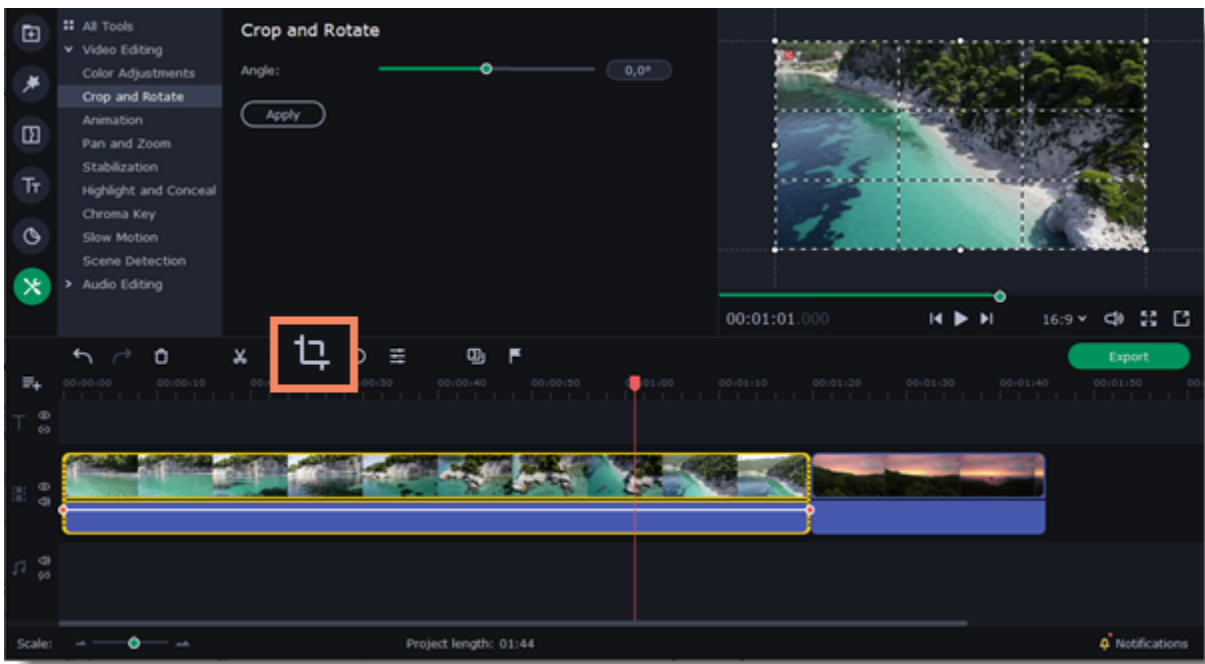 All Tools
Video Editing
Color Adjustments
Crop and Rotate
Animation
Pan and Zoom
Stabilization
Highlight and Conceal
Chroma Key
Slow Motion
Scene Detection
Audio Editing
Crop and Rotate
Angle:
0,0°
Apply
00:01:01.000
16:9
Export
00:00:00 00:00:10 00:00:40 00:00:50 00:01:10 00:01:20 00:01:30 00:01:40 00:01:50
Scale:
Project length: 01:44
Notifications